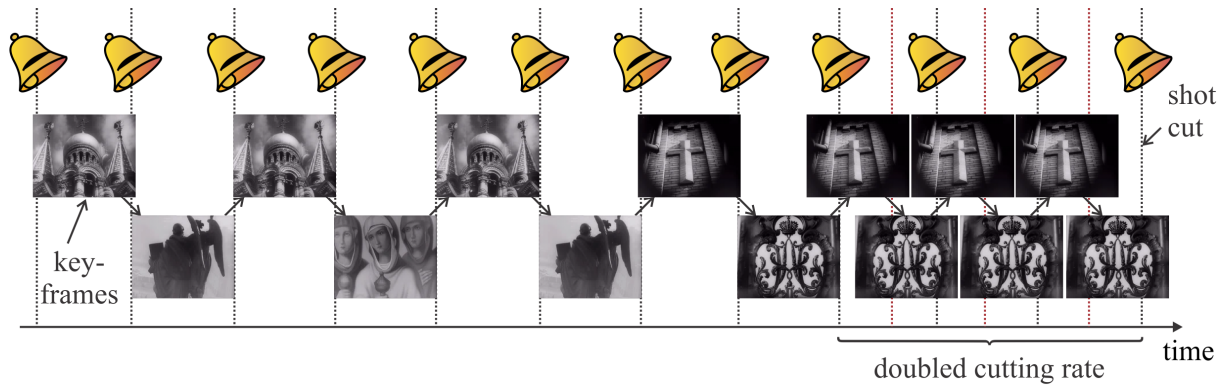 shot
cut
key-
frames
time
doubled cutting rate